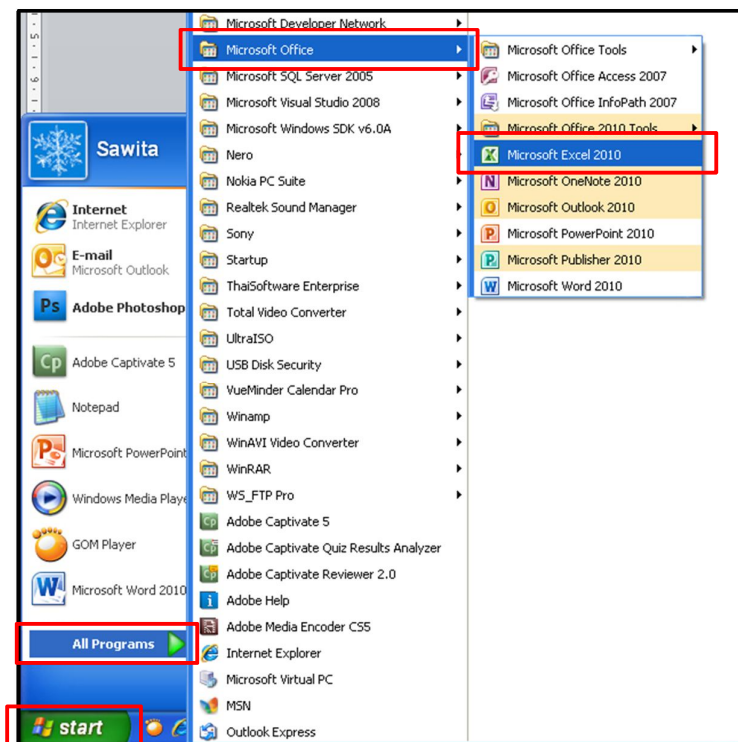 Sawita
Internet
Internet Explorer
E-mail
Microsoft Outlook
Ps Adobe Photoshop
Cp Adobe Captivate 5
Notepad
Microsoft PowerPoint
Windows Media Playe
GOM Player
Microsoft Word 2010
All Programs
start
Microsoft Developer Network
Microsoft Office
Microsoft SQL Server 2005
Microsoft Visual Studio 2008
Microsoft Windows SDK v6.0A
Nero
Nokia PC Suite
Realtek Sound Manager
Sony
Startup
ThaiSoftware Enterprise
Total Video Converter
UltraISO
USB Disk Security
VueMinder Calendar Pro
Winamp
WinAVI Video Converter
WinRAR
WS_FTP Pro
Adobe Captivate 5
Adobe Captivate Quiz Results Analyzer
Adobe Captivate Reviewer 2.0
Adobe Help
Adobe Media Encoder CS5
Internet Explorer
Microsoft Virtual PC
MSN
Outlook Express
Microsoft Office Tools
Microsoft Office Access 2007
Microsoft Office InfoPath 2007
Microsoft Office 2010 Tools
Microsoft Excel 2010
Microsoft OneNote 2010
Microsoft Outlook 2010
Microsoft PowerPoint 2010
Microsoft Publisher 2010
Microsoft Word 2010